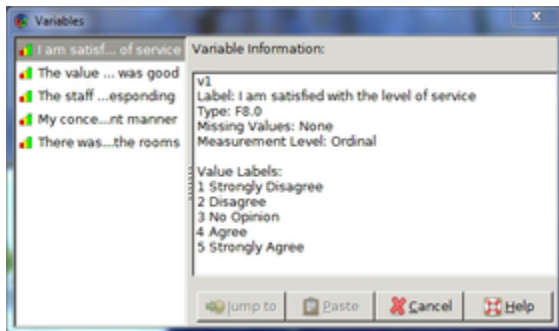 Variables
I am satisf... of service
The value ... was good
The staff ...esponding
My conce...nt manner
There was...the rooms
Variable Information:
v1
Label: I am satisfied with the level of service
Type: F8.0
Missing Values: None
Measurement Level: Ordinal
Value Labels:
1 Strongly Disagree
2 Disagree
3 No Opinion
4 Agree
5 Strongly Agree
Jump to
Paste
Cancel
Help